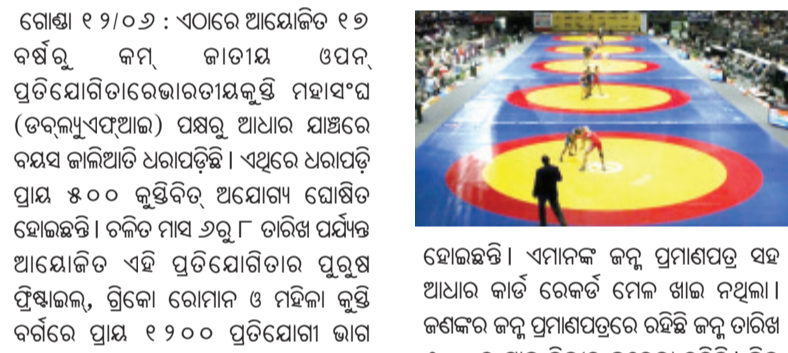 ଗୋଣ୍ଡା ୧୨/୦୬ : ଏଠାରେ ଆୟୋଜିତ ୧୭
ବର୍ଷରୁ କମ୍ ଜାତୀୟ ଓପନ୍
ପ୍ରତିଯୋଗିତାରେଭାରତୀୟକୁସ୍ତି ମହାସଂଘ
(ଡବ୍ଲ୍ୟୁଏଫ୍ଆଇ) ପକ୍ଷରୁ ଆଧାର ଯାଞ୍ଚରେ
ବୟସ ଜାଲିଆତି ଧରାପଡ଼ିଛି। ଏଥିରେ ଧରାପଡ଼ି
ପ୍ରାୟ ୫୦୦ କୁସ୍ତିବିତ୍ ଅଯୋଗ୍ୟ ଘୋଷିତ
ହୋଇଛନ୍ତି। ଚଳିତ ମାସ ୬ରୁ ୮ ତାରିଖ ପର୍ଯ୍ୟନ୍ତ
ଆୟୋଜିତ ଏହି ପ୍ରତିଯୋଗିତାର ପୁରୁଷ
ଫ୍ରିଷ୍ଟାଇଲ୍, ଗ୍ରିକୋ ରୋମାନ ଓ ମହିଳା କୁସ୍ତି
ବର୍ଗରେ ପ୍ରାୟ ୧୨୦୦ ପ୍ରତିଯୋଗୀ ଭାଗ
ହୋଇଛନ୍ତି। ଏମାନଙ୍କ ଜନ୍ମ ପ୍ରମାଣପତ୍ର ସହ
ଆଧାର କାର୍ଡ ରେକର୍ଡ ମେଳ ଖାଇ ନଥିଲା।
ଜଣଙ୍କର ଜନ୍ମ ପ୍ରମାଣପତ୍ରରେ ରହିଛି ଜନ୍ମ ତାରିଖ